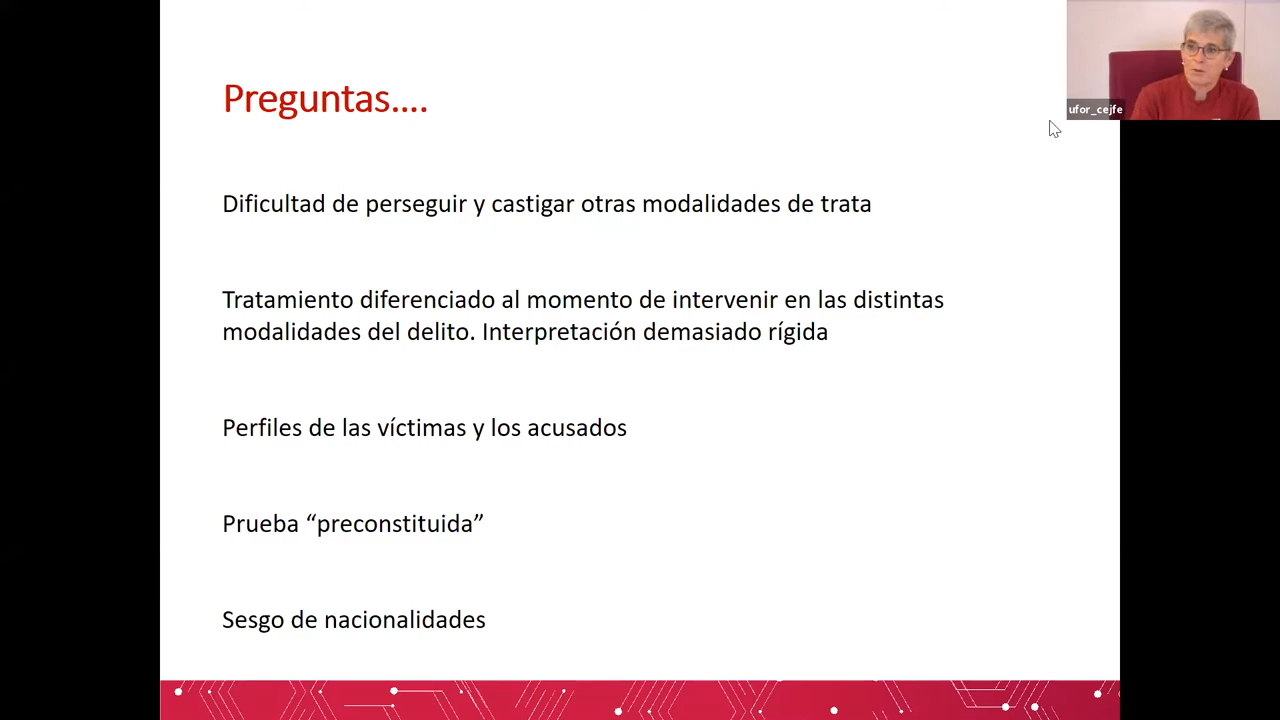 Preguntas....
ufor_cejfe
Dificultad de perseguir y castigar otras modalidades de trata
Tratamiento diferenciado al momento de intervenir en las distintas
modalidades del delito. Interpretación demasiado rígida
Perfiles de las víctimas y los acusados
Prueba “preconstituida”
Sesgo de nacionalidades